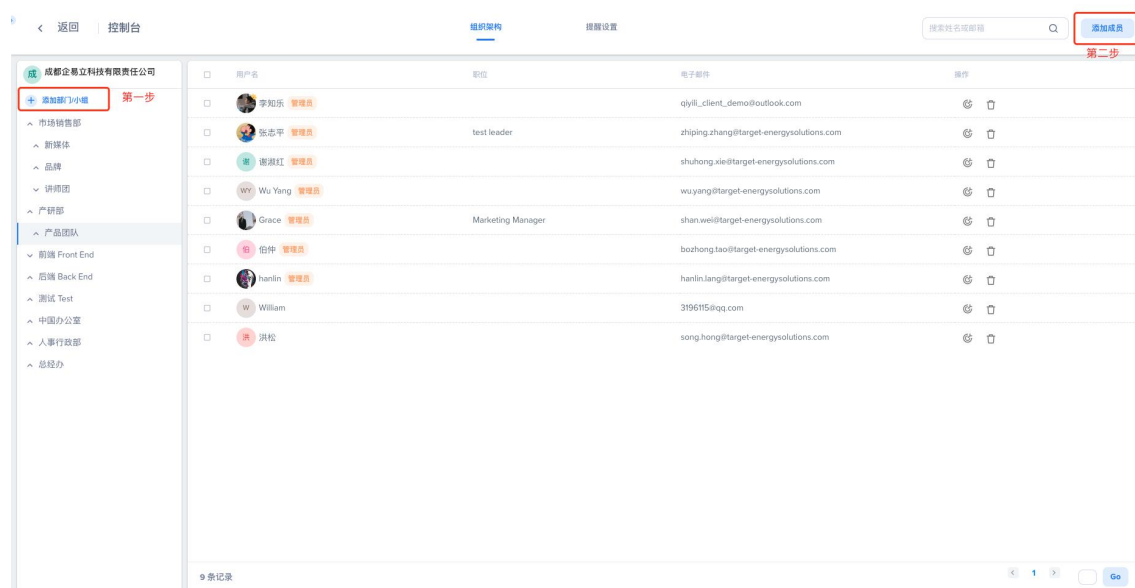 返回 控制台 组织架构 提醒设置 搜索姓名或邮箱 添加成员
第二步
成 成都企易立科技有限责任公司
添加部门/小组 第一步
市场销售部
新媒体
品牌
讲师团
产研部
产品团队
前端 Front End
后端 Back End
测试 Test
中国办公室
人事行政部
总经办
用户名 职位 电子邮件 操作
李知乐 管理员 qiyili_client_demo@outlook.com
张志平 管理员 test leader zhiping.zhang@target-energysolutions.com
谢 谢淑红 管理员 shuhong.xie@target-energysolutions.com
WY Wu Yang 管理员 wu.yang@target-energysolutions.com
Grace 管理员 Marketing Manager shan.wei@target-energysolutions.com
伯 伯仲 管理员 bozhong.tao@target-energysolutions.com
hanlin 管理员 hanlin.lang@target-energysolutions.com
W William 3196115@qq.com
洪 洪松 song.hong@target-energysolutions.com
9 条记录 1 Go